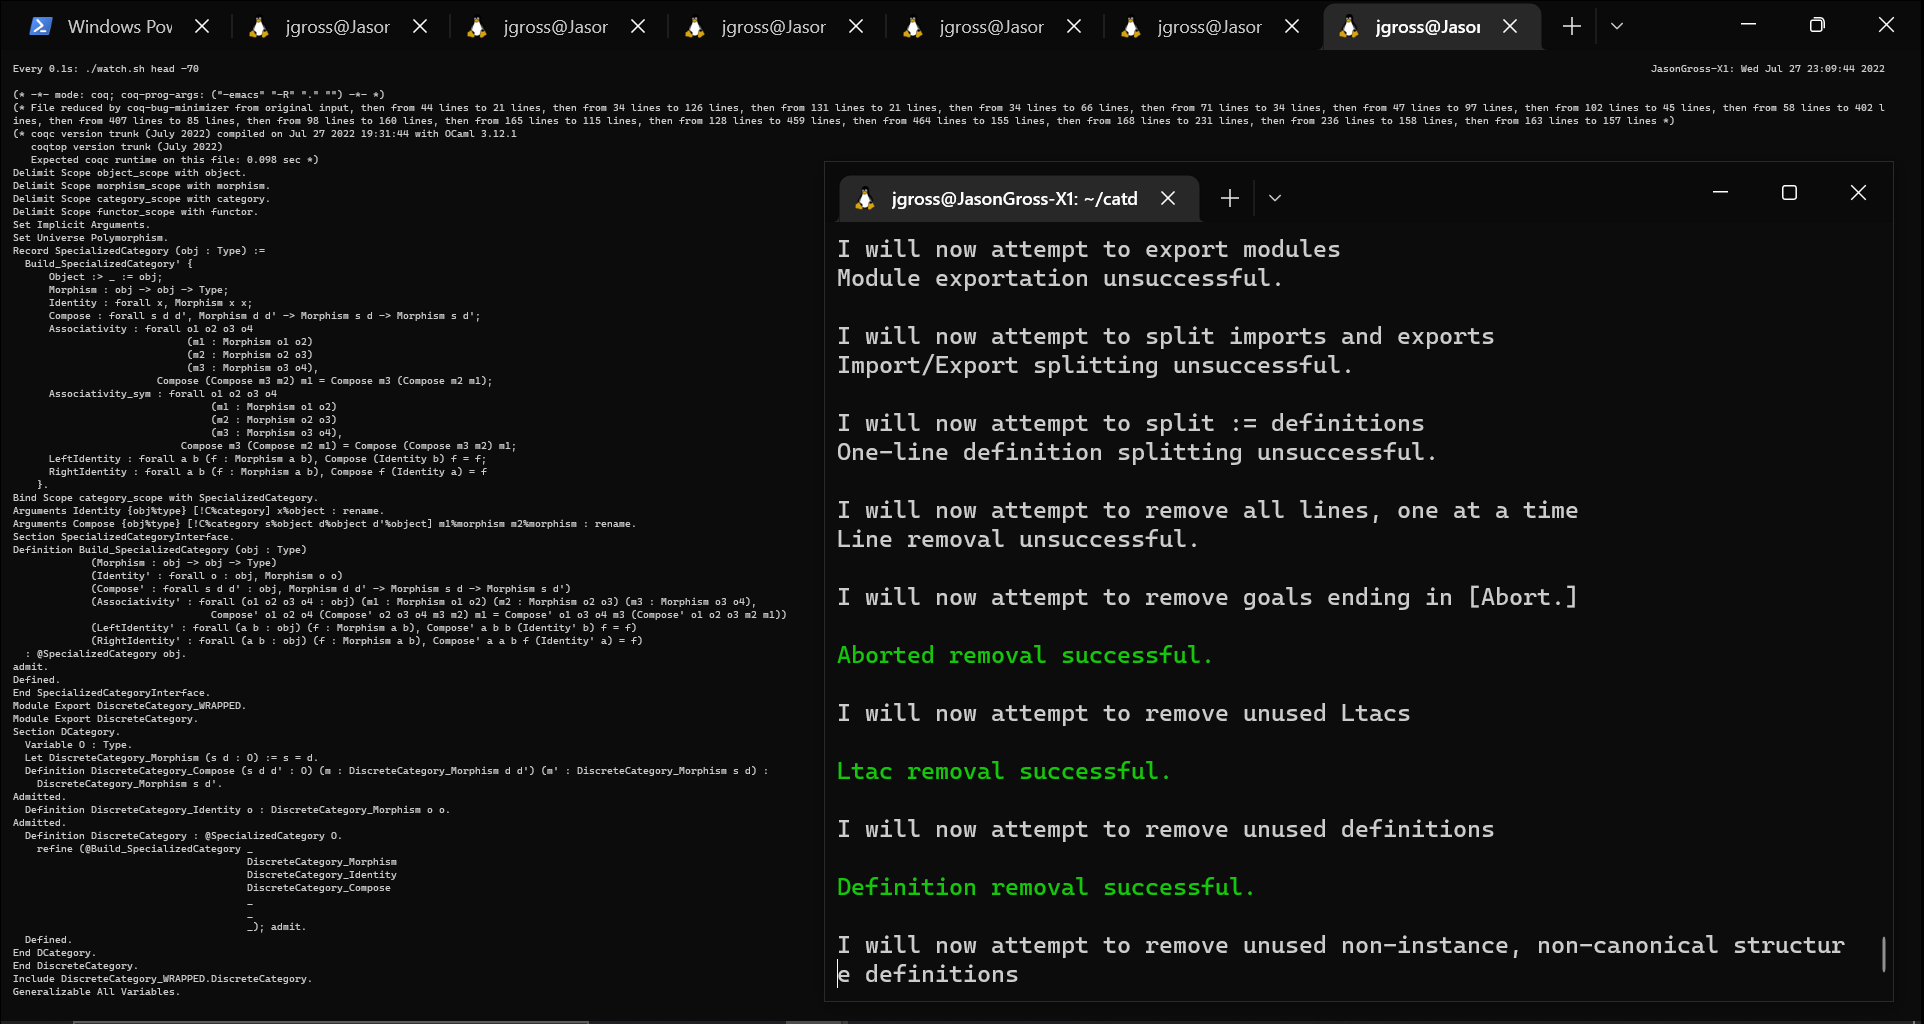 Windows Pov
jgross@Jasor
jgross@Jasor
jgross@Jasor
jgross@Jasor
jgross@Jasor
jgross@Jasor
Every 0.1s: ./watch.sh head -70
JasonGross-X1: Wed Jul 27 23:09:44 2022
(* -*- mode: coq; coq-prog-args: ("-emacs" "-R" "." "") -*- *)
(* File reduced by coq-bug-minimizer from original input, then from 44 lines to 21 lines, then from 34 lines to 126 lines, then from 131 lines to 21 lines, then from 34 lines to 66 lines, then from 71 lines to 34 lines, then from 47 lines to 97 lines, then from 102 lines to 45 lines, then from 58 lines to 402 l
ines, then from 407 lines to 85 lines, then from 98 lines to 160 lines, then from 165 lines to 115 lines, then from 128 lines to 459 lines, then from 464 lines to 155 lines, then from 168 lines to 231 lines, then from 236 lines to 158 lines, then from 163 lines to 157 lines *)
(* coqc version trunk (July 2022) compiled on Jul 27 2022 19:31:44 with OCaml 3.12.1
   coqtop version trunk (July 2022)
   Expected coqc runtime on this file: 0.098 sec *)
Delimit Scope object_scope with object.
Delimit Scope morphism_scope with morphism.
Delimit Scope category_scope with category.
Delimit Scope functor_scope with functor.
Set Implicit Arguments.
Set Universe Polymorphism.
Record SpecializedCategory (obj : Type) :=
  Build_SpecializedCategory' {
      Object :> _ := obj;
      Morphism : obj -> obj -> Type;
      Identity : forall x, Morphism x x;
      Compose : forall s d d', Morphism d d' -> Morphism s d -> Morphism s d';
      Associativity : forall o1 o2 o3 o4
                             (m1 : Morphism o1 o2)
                             (m2 : Morphism o2 o3)
                             (m3 : Morphism o3 o4),
                        Compose (Compose m3 m2) m1 = Compose m3 (Compose m2 m1);
      Associativity_sym : forall o1 o2 o3 o4
                                 (m1 : Morphism o1 o2)
                                 (m2 : Morphism o2 o3)
                                 (m3 : Morphism o3 o4),
                            Compose m3 (Compose m2 m1) = Compose (Compose m3 m2) m1;
      LeftIdentity : forall a b (f : Morphism a b), Compose (Identity b) f = f;
      RightIdentity : forall a b (f : Morphism a b), Compose f (Identity a) = f
    }.
Bind Scope category_scope with SpecializedCategory.
Arguments Identity {obj%type} [!C%category] x%object : rename.
Arguments Compose {obj%type} [!C%category s%object d%object d'%object] m1%morphism m2%morphism : rename.
Section SpecializedCategoryInterface.
Definition Build_SpecializedCategory (obj : Type)
             (Morphism : obj -> obj -> Type)
             (Identity' : forall o : obj, Morphism o o)
             (Compose' : forall s d d' : obj, Morphism d d' -> Morphism s d -> Morphism s d')
             (Associativity' : forall (o1 o2 o3 o4 : obj) (m1 : Morphism o1 o2) (m2 : Morphism o2 o3) (m3 : Morphism o3 o4),
                                 Compose' o1 o2 o4 (Compose' o2 o3 o4 m3 m2) m1 = Compose' o1 o3 o4 m3 (Compose' o1 o2 o3 m2 m1))
             (LeftIdentity' : forall (a b : obj) (f : Morphism a b), Compose' a b b (Identity' b) f = f)
             (RightIdentity' : forall (a b : obj) (f : Morphism a b), Compose' a a b f (Identity' a) = f)
  : @SpecializedCategory obj.
admit.
Defined.
End SpecializedCategoryInterface.
Module Export DiscreteCategory_WRAPPED.
Module Export DiscreteCategory.
Section DCategory.
  Variable O : Type.
  Let DiscreteCategory_Morphism (s d : O) := s = d.
  Definition DiscreteCategory_Compose (s d d' : O) (m : DiscreteCategory_Morphism d d') (m' : DiscreteCategory_Morphism s d) :
    DiscreteCategory_Morphism s d'.
Admitted.
  Definition DiscreteCategory_Identity o : DiscreteCategory_Morphism o o.
Admitted.
  Definition DiscreteCategory : @SpecializedCategory O.
    refine (@Build_SpecializedCategory _
                                       DiscreteCategory_Morphism
                                       DiscreteCategory_Identity
                                       DiscreteCategory_Compose
                                       _
                                       _
                                       _); admit.
  Defined.
End DCategory.
End DiscreteCategory.
Include DiscreteCategory_WRAPPED.DiscreteCategory.
Generalizable All Variables.
jgross@JasonGross-X1: ~/catd
I will now attempt to export modules
Module exportation unsuccessful.
I will now attempt to split imports and exports
Import/Export splitting unsuccessful.
I will now attempt to split := definitions
One-line definition splitting unsuccessful.
I will now attempt to remove all lines, one at a time
Line removal unsuccessful.
I will now attempt to remove goals ending in [Abort.]
Aborted removal successful.
I will now attempt to remove unused Ltacs
Ltac removal successful.
I will now attempt to remove unused definitions
Definition removal successful.
I will now attempt to remove unused non-instance, non-canonical structur
e definitions